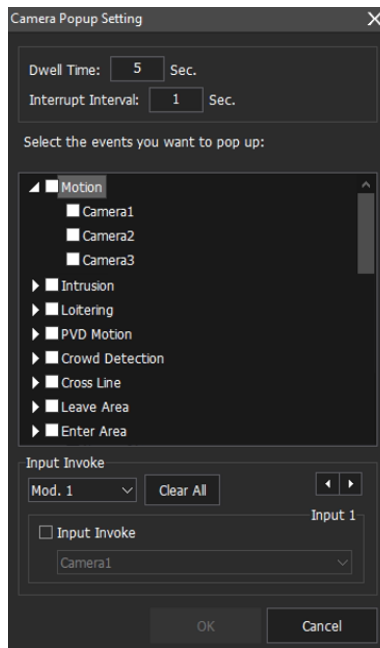 Camera Popup Setting
Dwell Time: 5 Sec.
Interrupt Interval: 1 Sec.
Select the events you want to pop up:
Motion
Camera1
Camera2
Camera3
Intrusion
Loitering
PVD Motion
Crowd Detection
Cross Line
Leave Area
Enter Area
Input Invoke
Mod. 1 Clear All
Input 1
Input Invoke
Camera1
OK Cancel